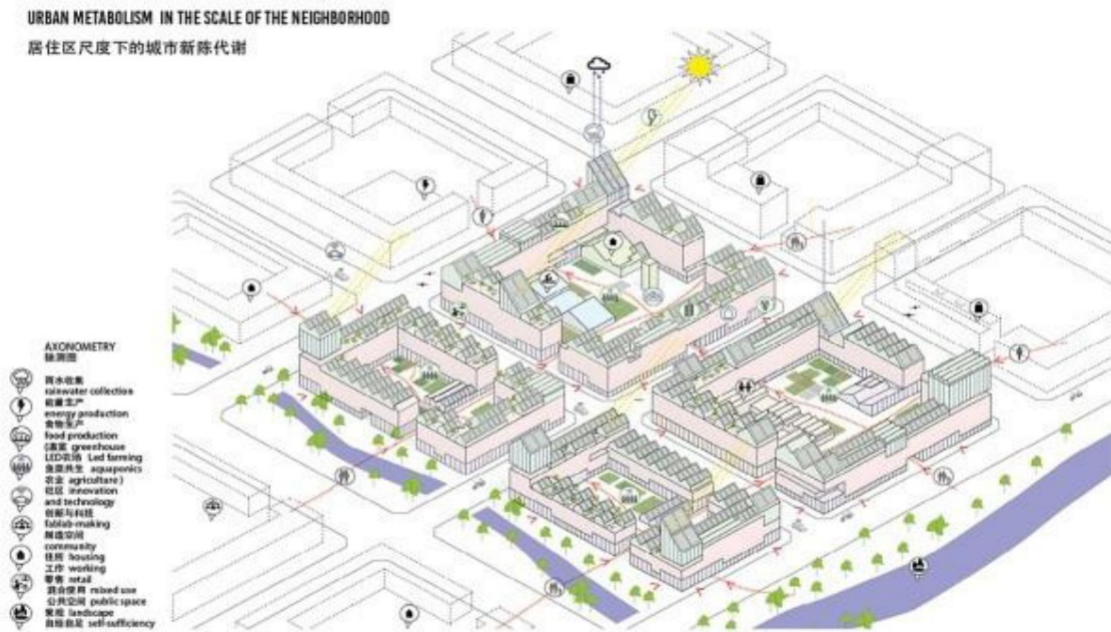 URBAN METABOLISM IN THE SCALE OF THE NEIGHBORHOOD
居住区尺度下的城市新陈代谢
AXONOMETRY
轴测图
雨水收集
rainwater collection
能量生产
energy production
食物生产
food production
(温室 greenhouse
LED农场 Led farming
鱼菜共生 aquaponics
农业 agriculture)
社区 innovation
and technology
创新与科技
fablab-making
制造空间
community
住房 housing
工作 working
零售 retail
混合使用 mixed use
公共空间 public space
景观 landscape
自给自足 self-sufficiency